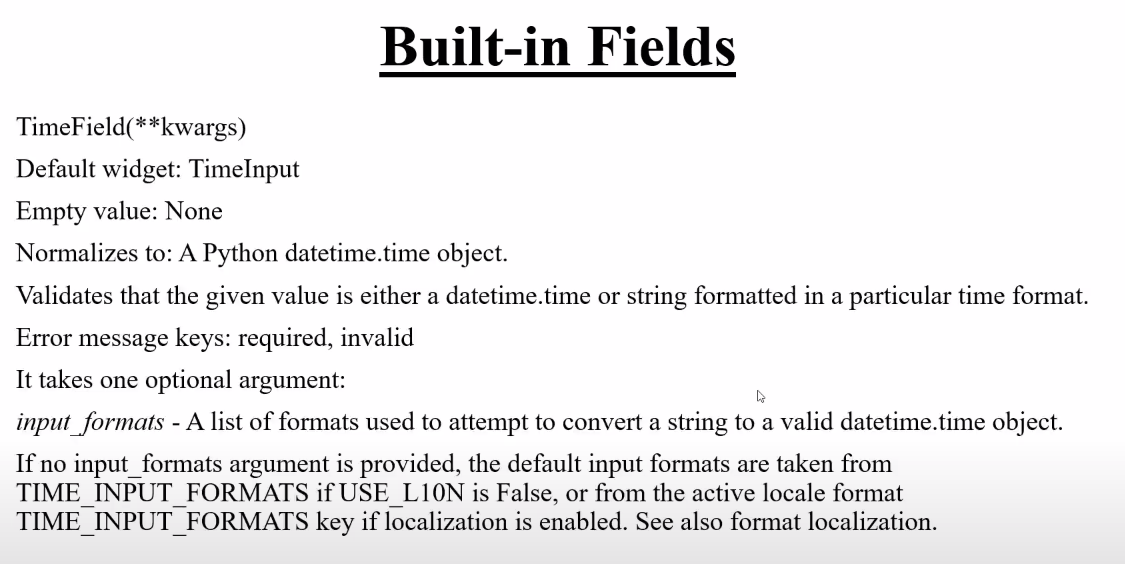 Built-in Fields
TimeField(**kwargs)
Default widget: TimeInput
Empty value: None
Normalizes to: A Python datetime.time object.
Validates that the given value is either a datetime.time or string formatted in a particular time format.
Error message keys: required, invalid
It takes one optional argument:
input_formats - A list of formats used to attempt to convert a string to a valid datetime.time object.
If no input_formats argument is provided, the default input formats are taken from
TIME_INPUT_FORMATS if USE_L10N is False, or from the active locale format
TIME_INPUT_FORMATS key if localization is enabled. See also format localization.